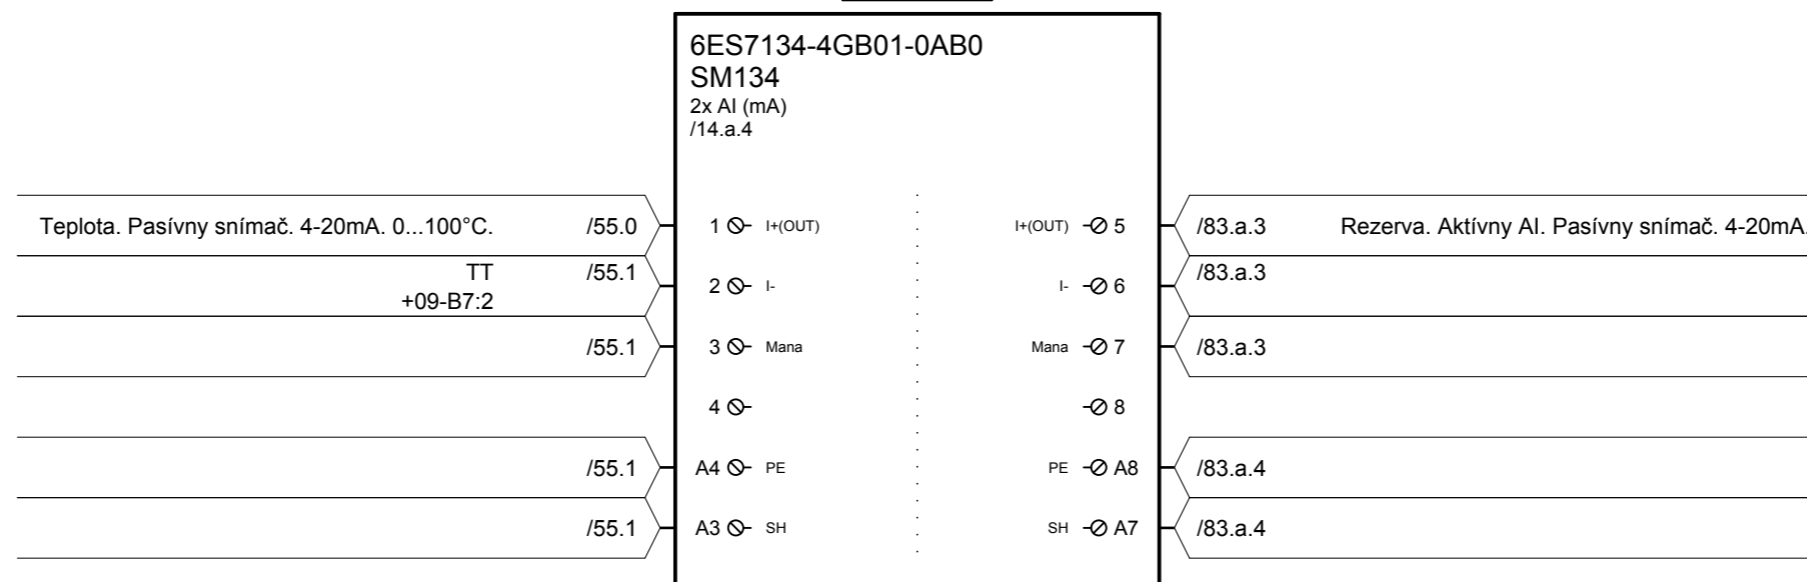 6ES7134-4GB01-0AB0
SM134
2x AI (mA)
/14.a.4
Teplota. Pasívny snímač. 4-20mA. 0...100°C. /55.0 1 I+(OUT) I+(OUT) 5 /83.a.3 Rezerva. Aktívny AI. Pasívny snímač. 4-20mA.
TT /55.1 2 I- I- 6 /83.a.3
+09-B7:2
/55.1 3 Mana Mana 7 /83.a.3
4 8
/55.1 A4 PE PE A8 /83.a.4
/55.1 A3 SH SH A7 /83.a.4